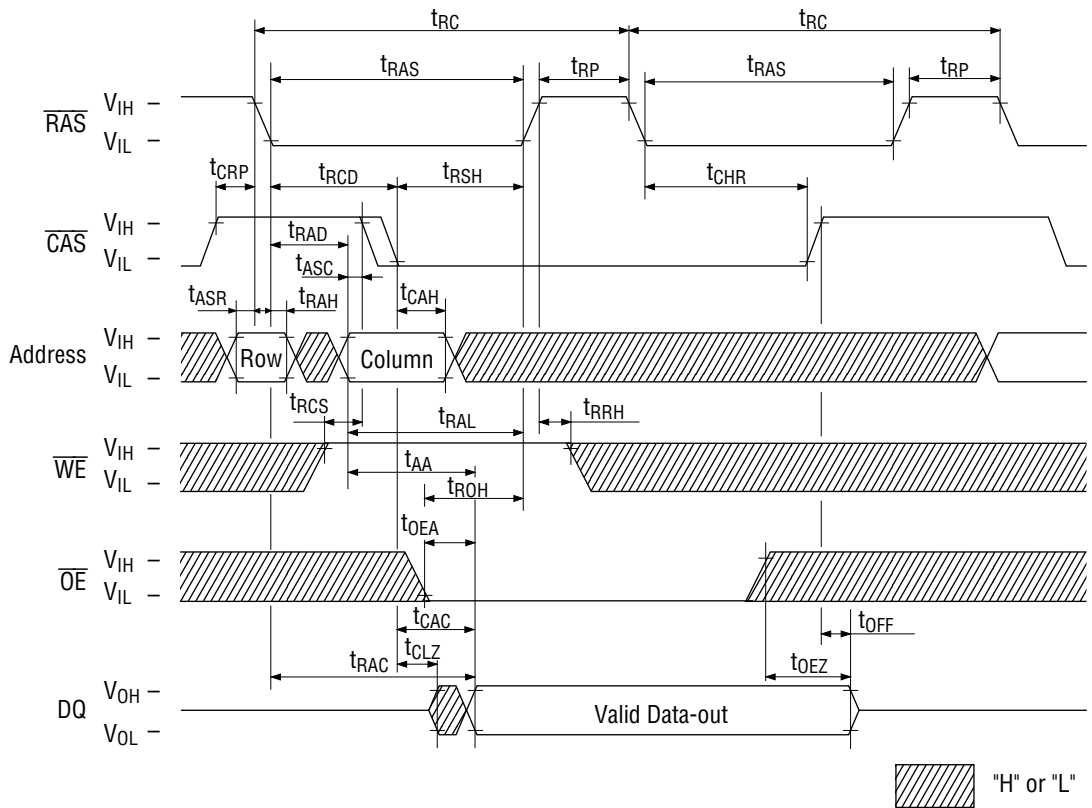 tRC tRC
tRAS tRP tRAS tRP
RAS VIH
VIL
tCRP tRCD tRSH tCHR
CAS VIH
VIL
tRAD
tASC
tASR tRAH tCAH
Address VIH
VIL
Row Column
tRCS tRAL tRRH
WE VIH
VIL
tAA
tROH
tOEA
OE VIH
VIL
tCAC tOFF
tRAC tCLZ tOEZ
DQ VOH
VOL
Valid Data-out
"H" or "L"